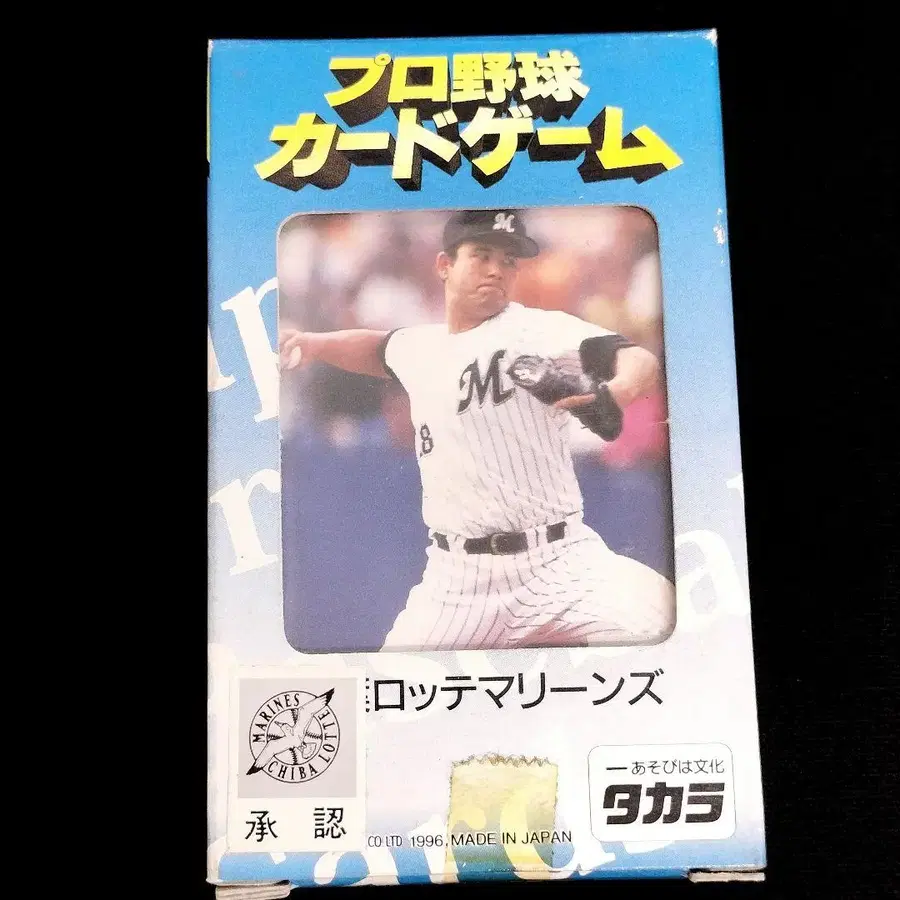 プロ野球
カードゲーム
M
M
8
ロッテマリーンズ
MARINES
CHIBA LOTTE
承 認
ーあそびは文化
タカラ
CO LTD 1996, MADE IN JAPAN